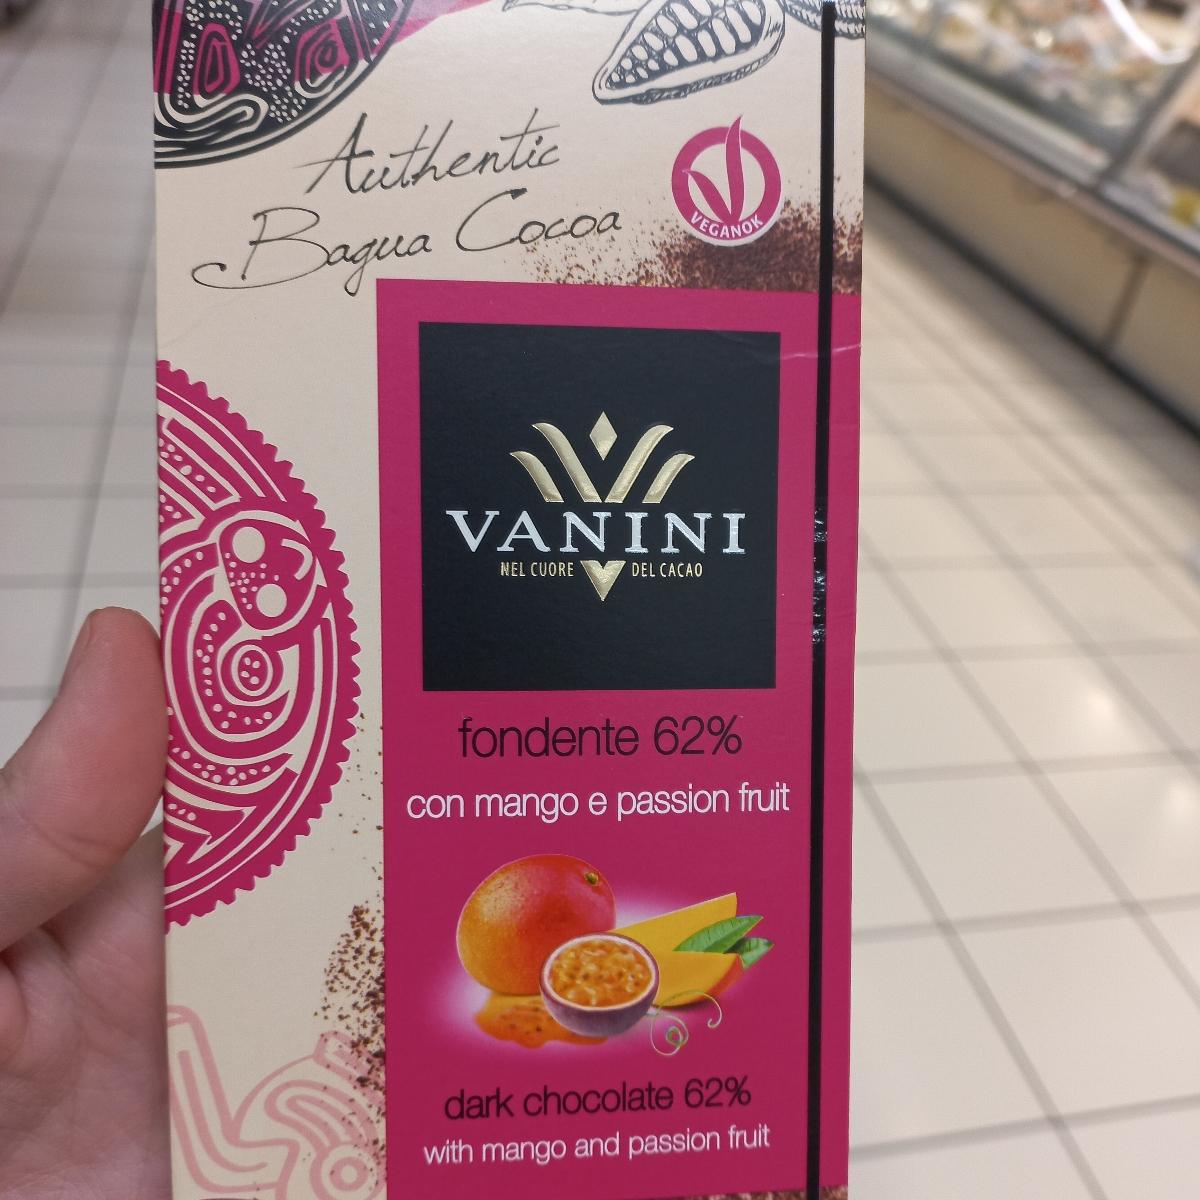 Authentic
Bagua Cocoa
VEGANOK
VANINI
NEL CUORE DEL CACAO
fondente 62%
con mango e passion fruit
dark chocolate 62%
with mango and passion fruit